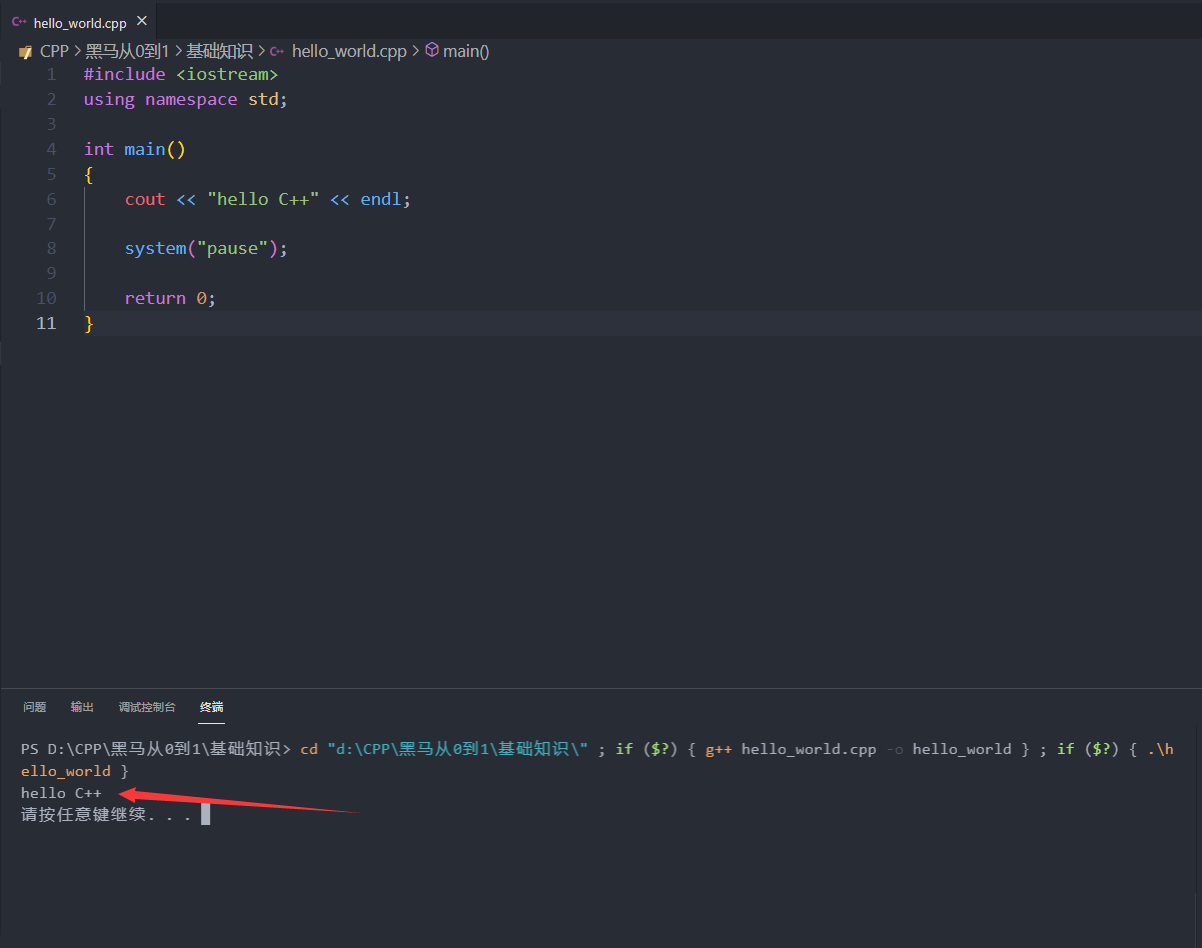 C++ hello_world.cpp ×
CPP > 黑马从0到1 > 基础知识 > C++ hello_world.cpp > main()
1 #include <iostream>
2 using namespace std;
3
4 int main()
5 {
6     cout << "hello C++" << endl;
7
8     system("pause");
9
10     return 0;
11 }
问题 输出 调试控制台 终端
PS D:\CPP\黑马从0到1\基础知识> cd "d:\CPP\黑马从0到1\基础知识\" ; if ($?) { g++ hello_world.cpp -o hello_world } ; if ($?) { .\h
ello_world }
hello C++
请按任意键继续. . .